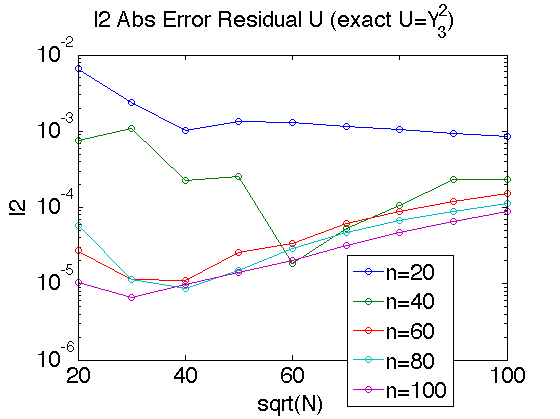 l2 Abs Error Residual U (exact U=Y₃²)
10⁻²
10⁻³
10⁻⁴
10⁻⁵
10⁻⁶
l2
20
40
60
80
100
sqrt(N)
n=20
n=40
n=60
n=80
n=100